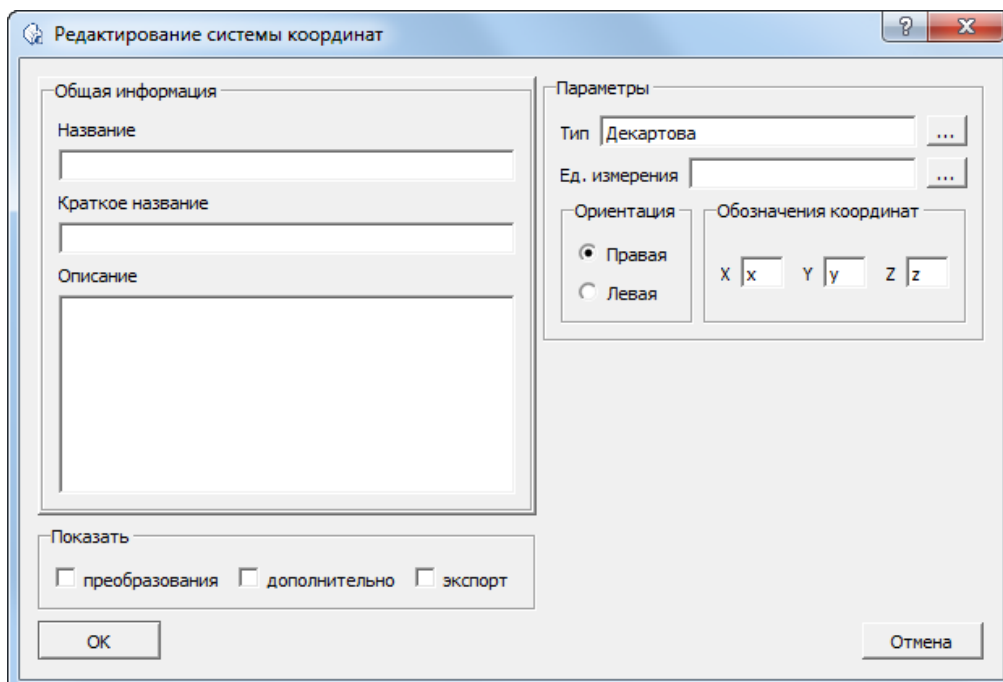 Редактирование системы координат
Общая информация
Название
Краткое название
Описание
Показать
преобразования дополнительно экспорт
Параметры
Тип Декартова ...
Ед. измерения ...
Ориентация
Правая
Левая
Обозначения координат
X x Y y Z z
OK
Отмена